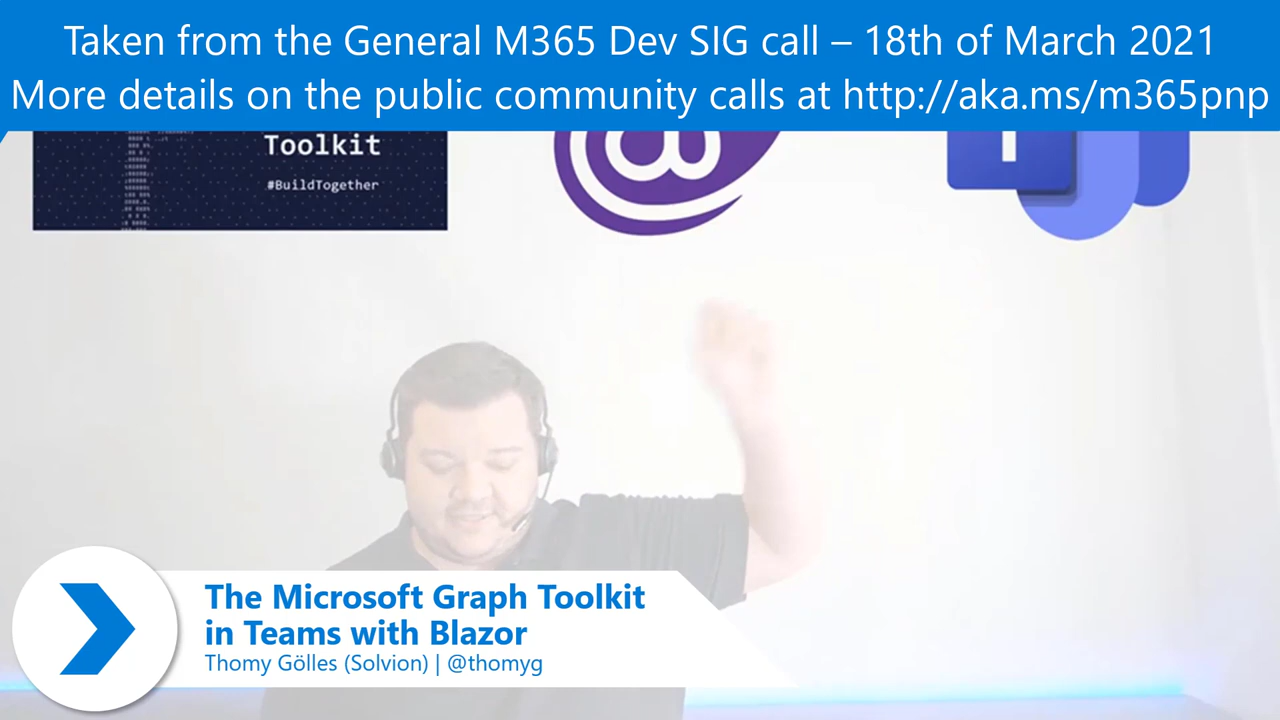 Taken from the General M365 Dev SIG call – 18th of March 2021
More details on the public community calls at http://aka.ms/m365pnp
Toolkit
#BuildTogether
The Microsoft Graph Toolkit
in Teams with Blazor
Thomy Gölles (Solvion) | @thomyg